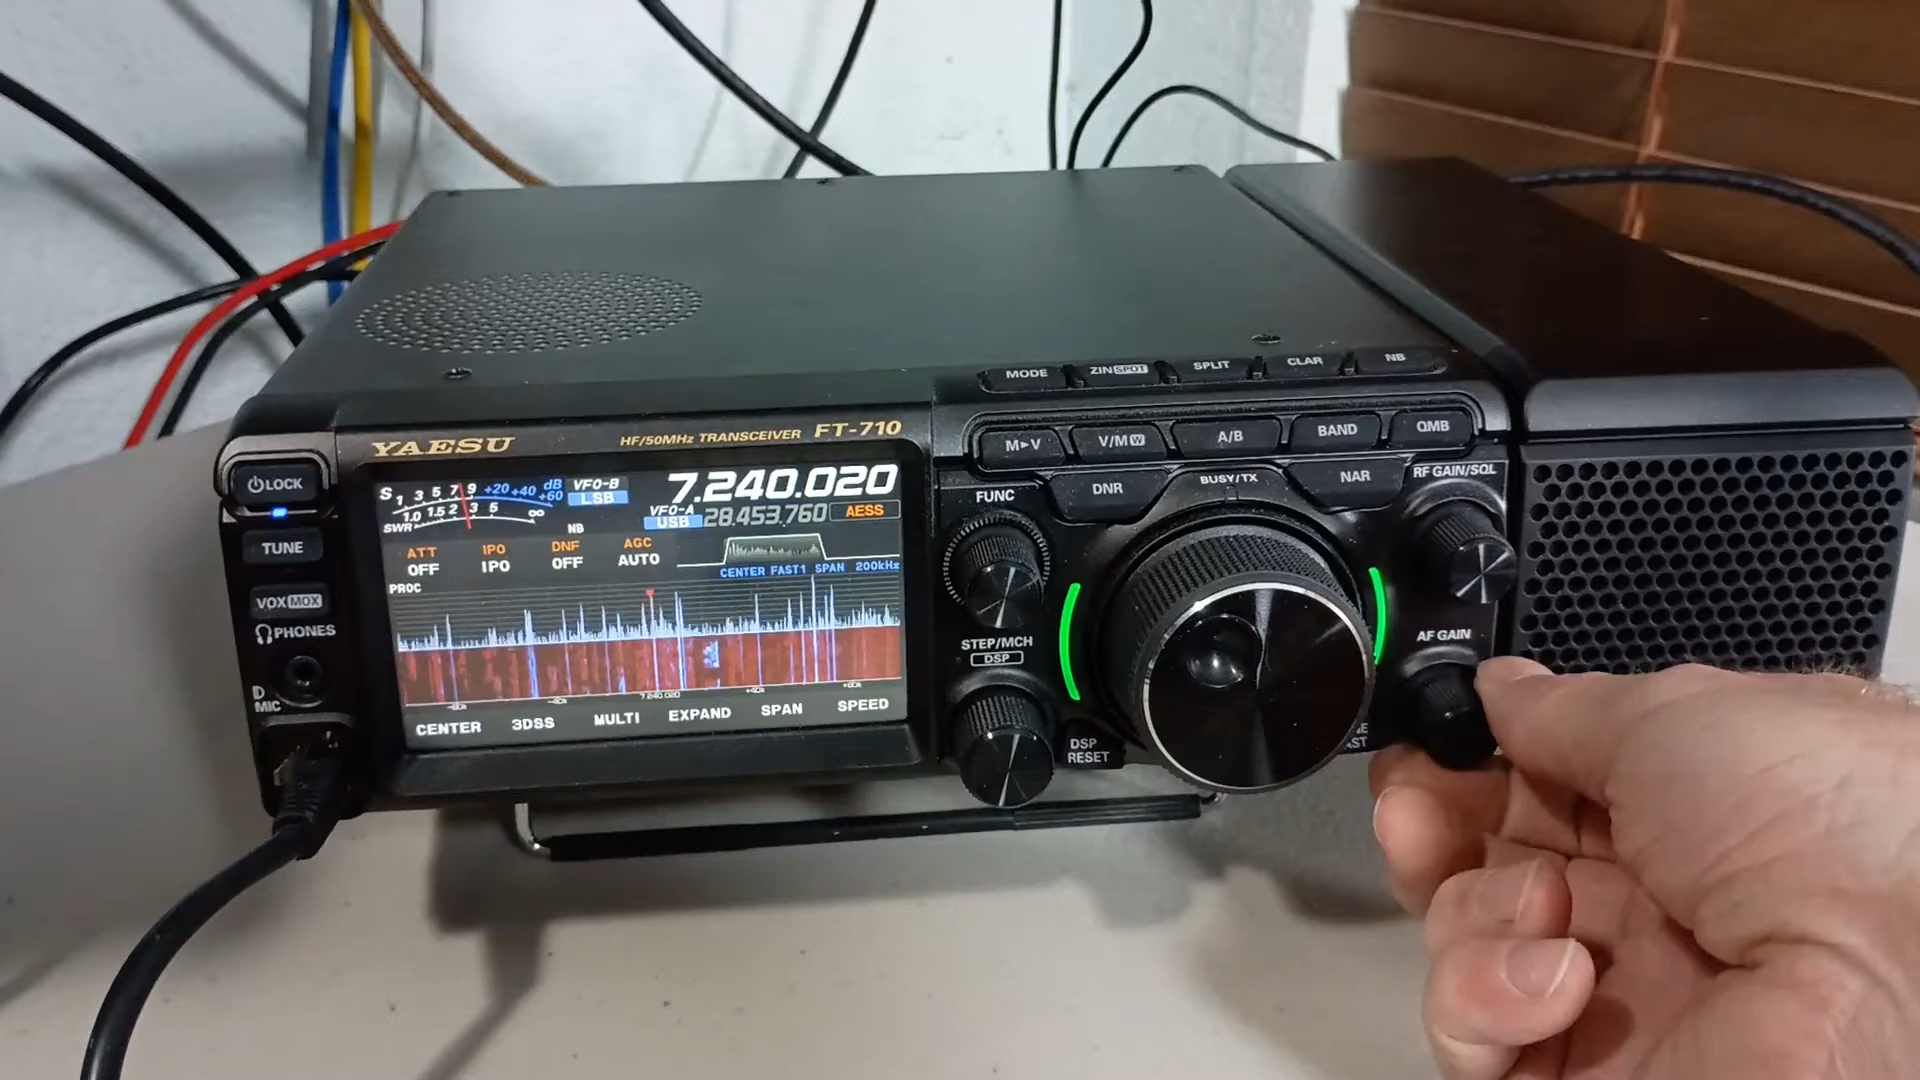 MODE ZIN SPOT SPLIT CLAR NB
YAESU HF/50MHz TRANSCEIVER FT-710
M▶V V/M W A/B BAND QMB
LOCK
S 1 3 5 7 9 +20 +40 +60 dB
VFO-B 7.240.020
LSB
1.0 1.5 2 3 5 ∞
SWR
VFO-A
USB 28.453.760 AESS
NB
FUNC DNR BUSY/TX NAR RF GAIN/SQL
TUNE
ATT IPO DNF AGC
OFF IPO OFF AUTO
CENTER FAST1 SPAN 200kHz
PROC
VOX MOX
PHONES
STEP/MCH
DSP
AF GAIN
MIC
7.240.020
CENTER 3DSS MULTI EXPAND SPAN SPEED
DSP
RESET